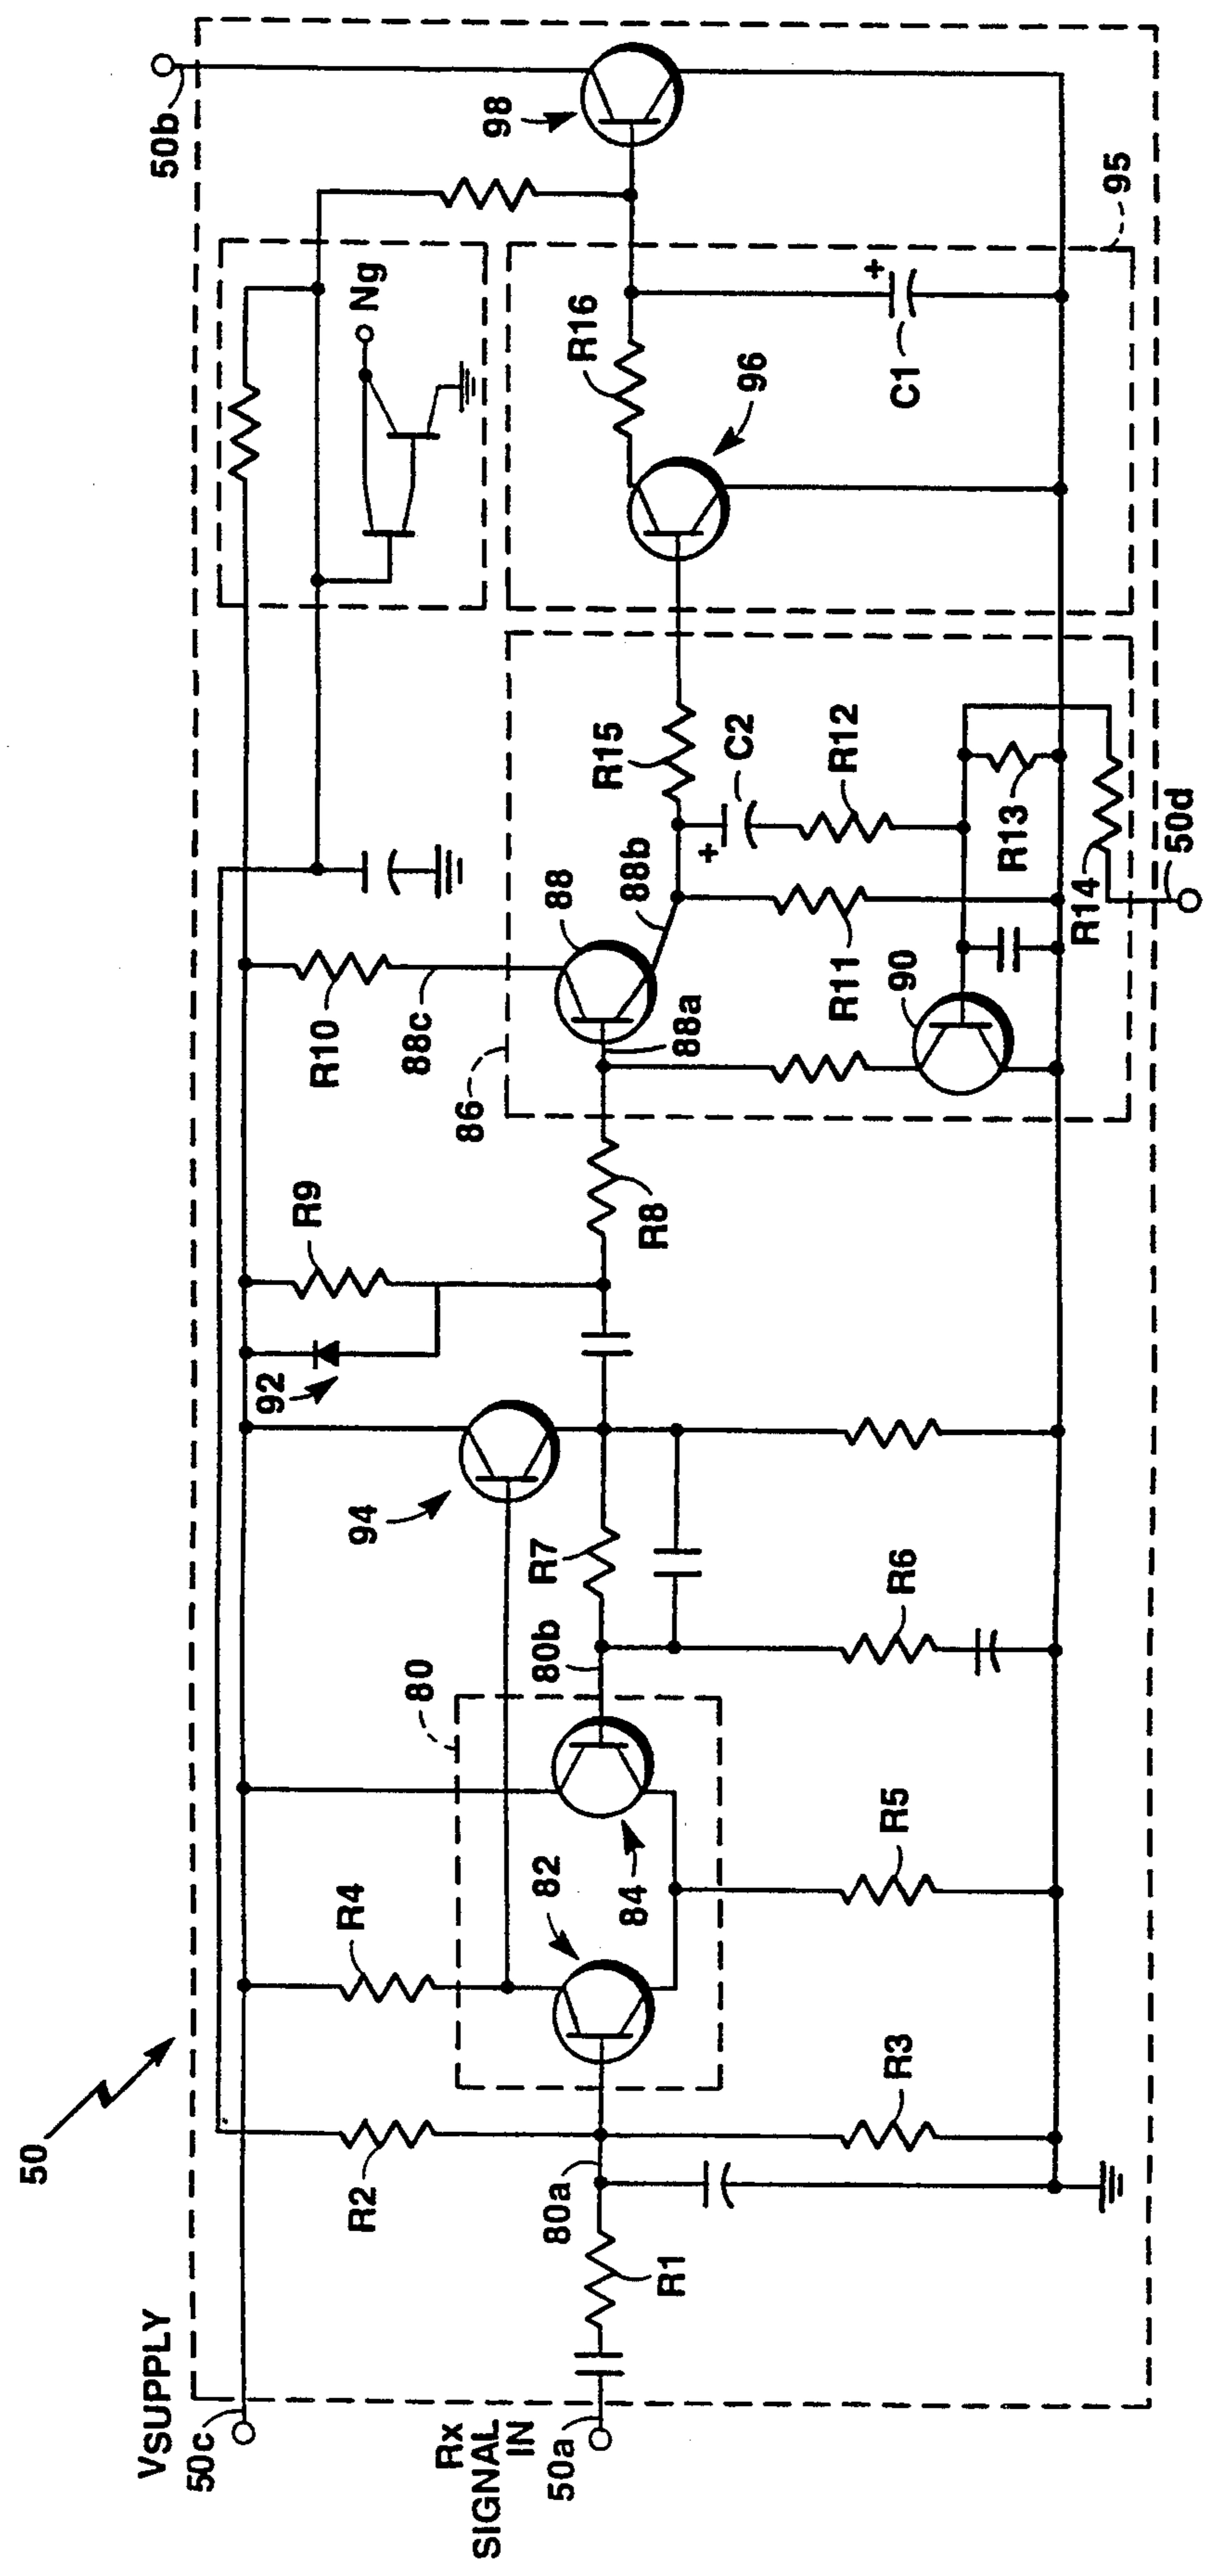 50
VSUPPLY
50c
Rx
SIGNAL
IN
50a
R1
80a
R2
R3
R4
82
84
R5
80
80b
R6
R7
94
92
R9
R8
86
R10
88c
88
88a
88b
90
R11
R12
R13
R14
50d
C2
+
R15
96
R16
C1
+
95
Ng
98
50b